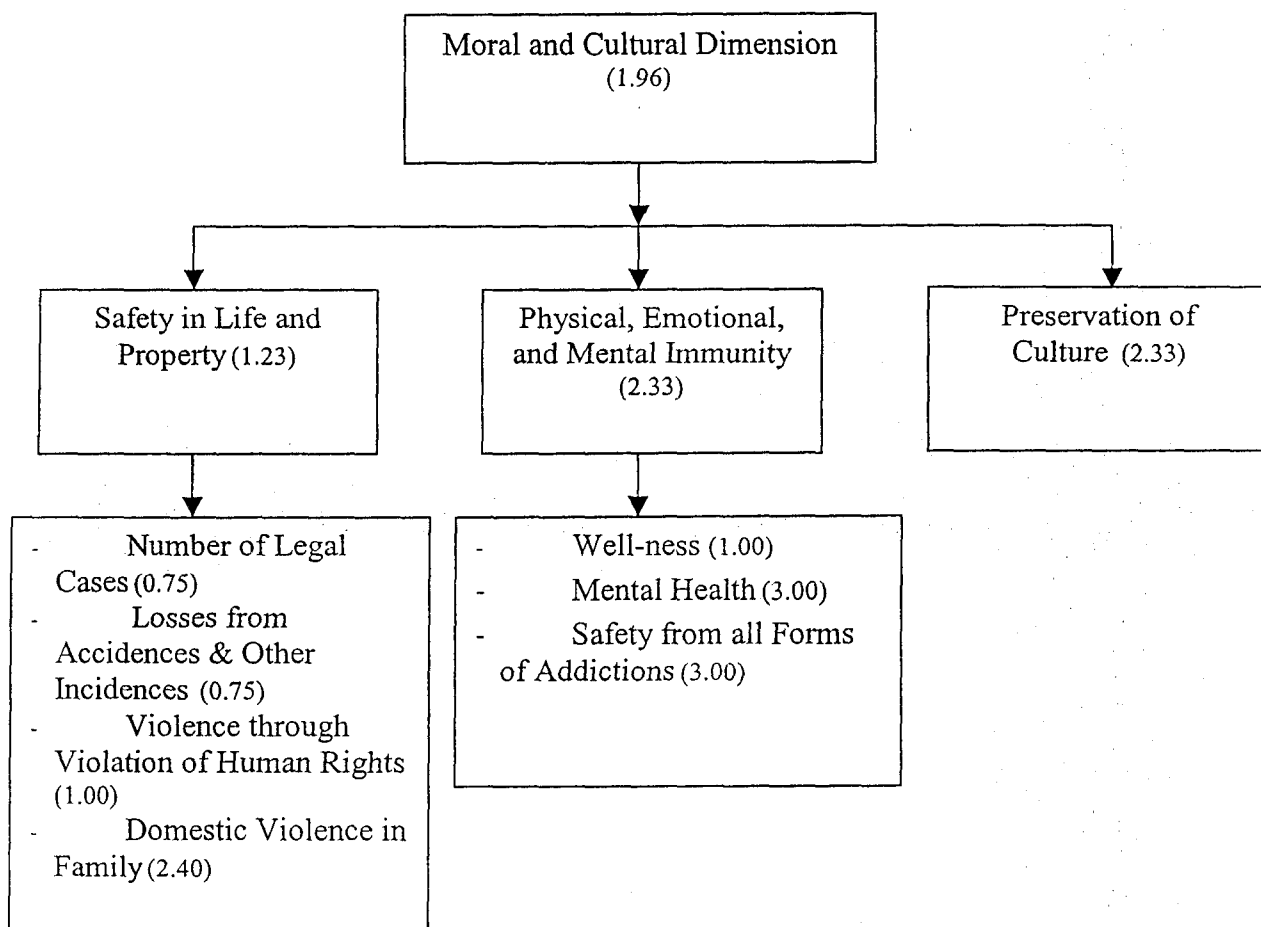 Moral and Cultural Dimension
(1.96)
Safety in Life and
Property (1.23)
Physical, Emotional,
and Mental Immunity
(2.33)
Preservation of
Culture (2.33)
- Number of Legal
Cases (0.75)
- Losses from
Accidences & Other
Incidences (0.75)
- Violence through
Violation of Human Rights
(1.00)
- Domestic Violence in
Family (2.40)
- Well-ness (1.00)
- Mental Health (3.00)
- Safety from all Forms
of Addictions (3.00)